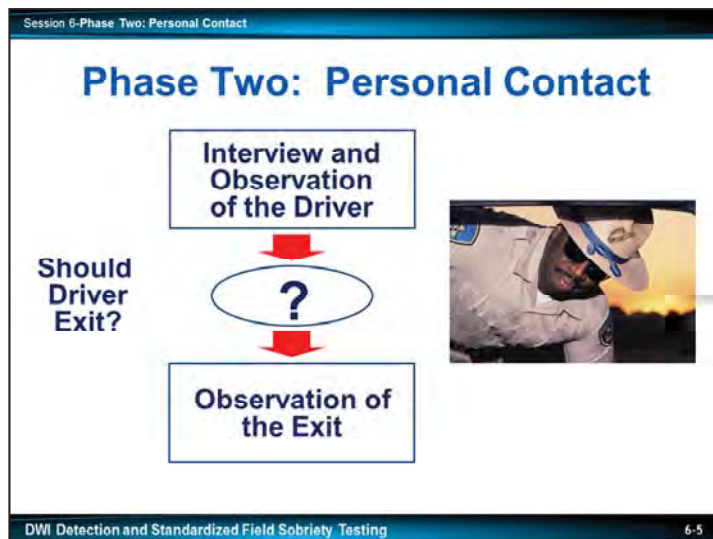 Session 6-Phase Two: Personal Contact
Phase Two: Personal Contact
Interview and
Observation
of the Driver
Should
Driver
Exit?
?
Observation of
the Exit
DWI Detection and Standardized Field Sobriety Testing
6-5